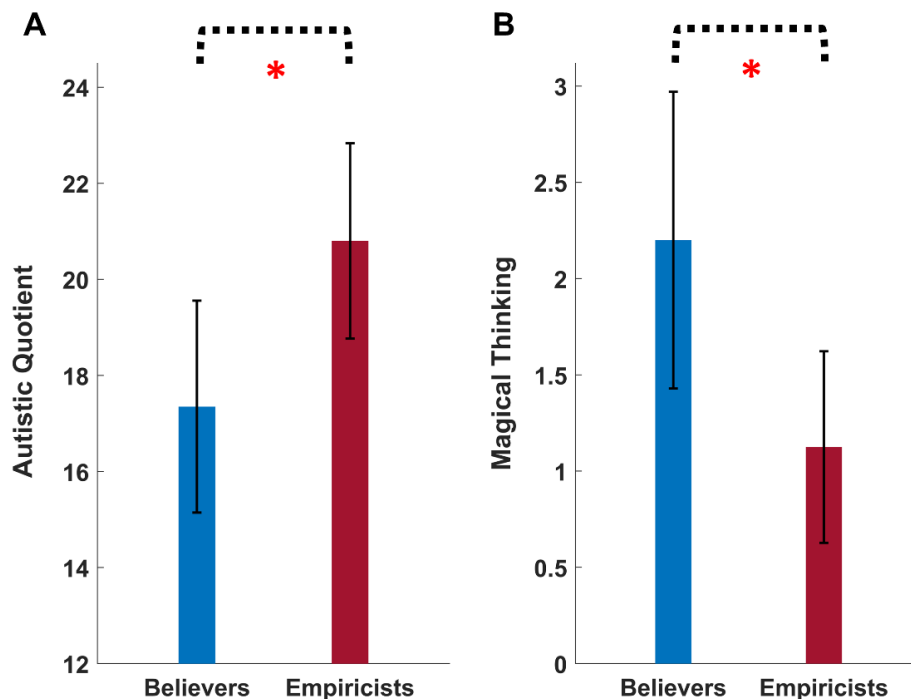 A
*
24
22
20
18
16
14
12
Autistic Quotient
Believers Empiricists
B
*
3
2.5
2
1.5
1
0.5
0
Magical Thinking
Believers Empiricists